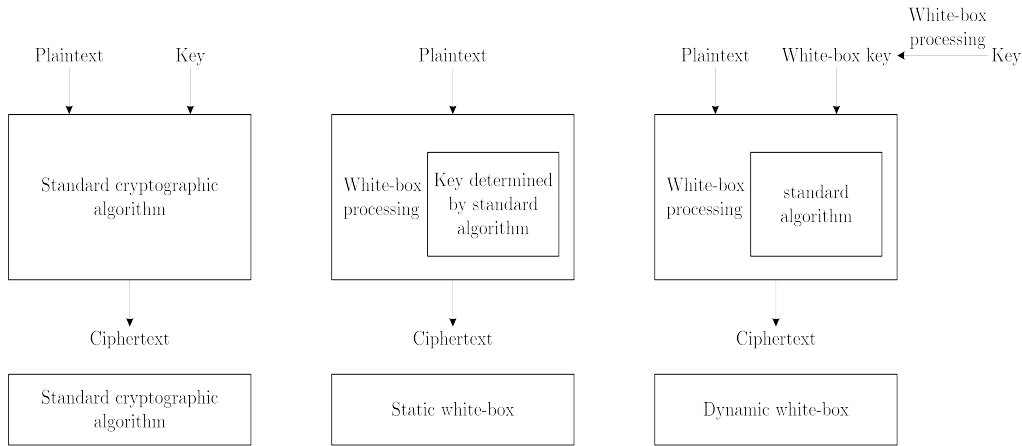 Plaintext
Key
Standard cryptographic
algorithm
Ciphertext
Standard cryptographic
algorithm
Plaintext
White-box
processing
Key determined
by standard
algorithm
Ciphertext
Static white-box
Plaintext
White-box key
White-box
processing
Key
White-box
processing
standard
algorithm
Ciphertext
Dynamic white-box